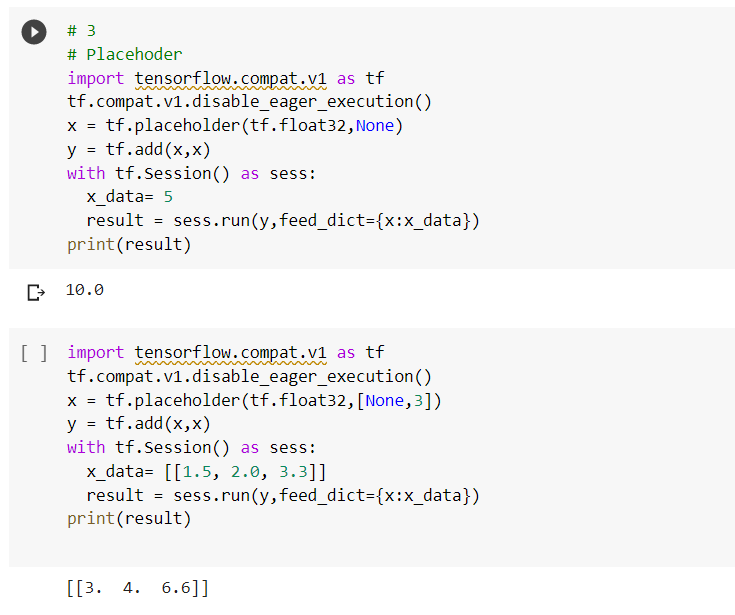 # 3
# Placehoder
import tensorflow.compat.v1 as tf
tf.compat.v1.disable_eager_execution()
x = tf.placeholder(tf.float32,None)
y = tf.add(x,x)
with tf.Session() as sess:
  x_data= 5
  result = sess.run(y,feed_dict={x:x_data})
print(result)
10.0
[ ] import tensorflow.compat.v1 as tf
tf.compat.v1.disable_eager_execution()
x = tf.placeholder(tf.float32,[None,3])
y = tf.add(x,x)
with tf.Session() as sess:
  x_data= [[1.5, 2.0, 3.3]]
  result = sess.run(y,feed_dict={x:x_data})
print(result)
[[3.  4.  6.6]]